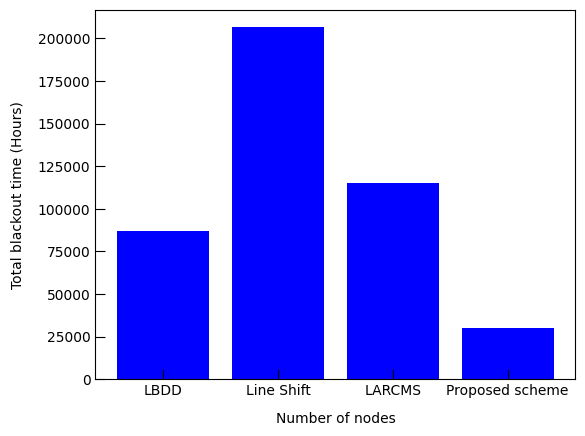 Total blackout time (Hours)
200000
175000
150000
125000
100000
75000
50000
25000
0
LBDD
Line Shift
LARCMS
Proposed scheme
Number of nodes